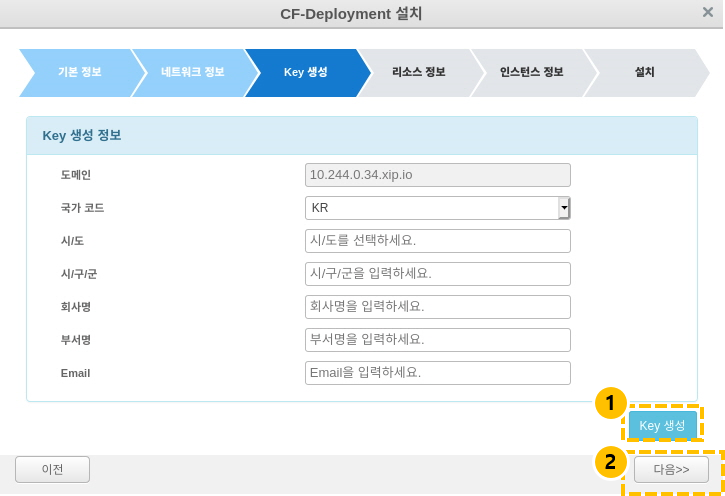 CF-Deployment 설치
기본 정보
네트워크 정보
Key 생성
리소스 정보
인스턴스 정보
설치
Key 생성 정보
도메인 10.244.0.34.xip.io
국가 코드 KR
시/도 시/도를 선택하세요.
시/구/군 시/구/군을 입력하세요.
회사명 회사명을 입력하세요.
부서명 부서명을 입력하세요.
Email Email을 입력하세요.
1
Key 생성
2
이전
다음>>